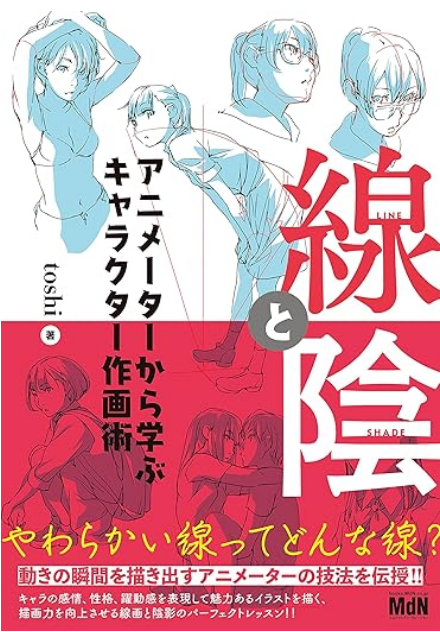 線
LINE
と
陰
SHADE
アニメーターから学ぶ
キャラクター作画術
toshi 著
やわらかい線ってどんな線?
動きの瞬間を描き出すアニメーターの技法を伝授!!
キャラの感情、性格、躍動感を表現して魅力あるイラストを描く、
描画力を向上させる線画と陰影のパーフェクトレッスン!!
books.MdN.co.jp
MdN